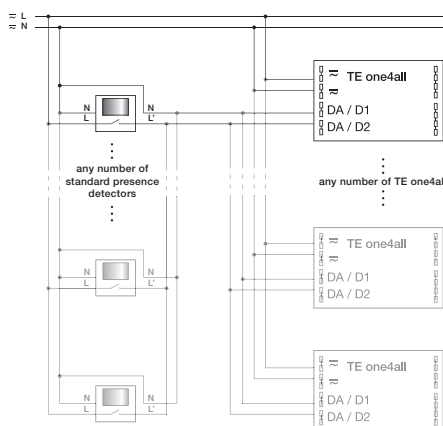 ≂ L
≂ N
N N
L L'
≂ TE one4all
≂
DA / D1
DA / D2
any number of
standard presence
detectors
any number of TE one4al
N N
L L'
≂ TE one4all
≂
DA / D1
DA / D2
N N
L L'
≂ TE one4all
≂
DA / D1
DA / D2